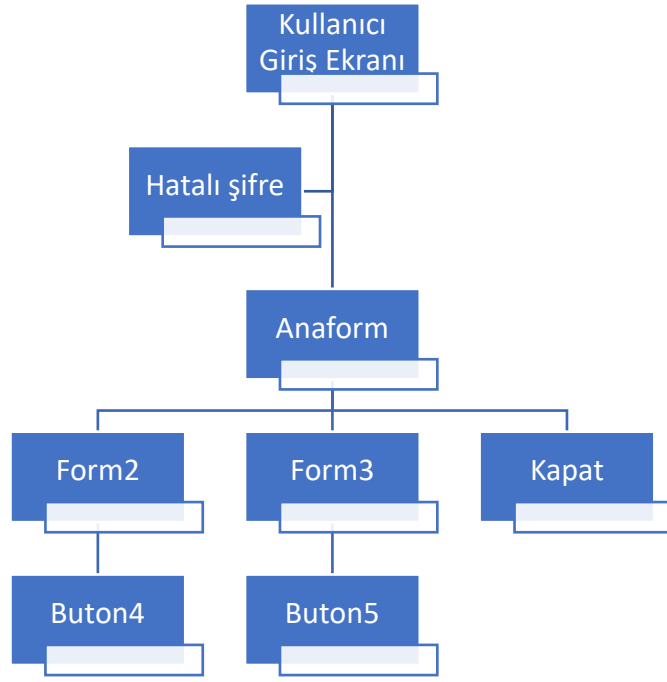 Kullanıcı
Giriş Ekranı
Hatalı şifre
Anaform
Form2
Form3
Kapat
Buton4
Buton5